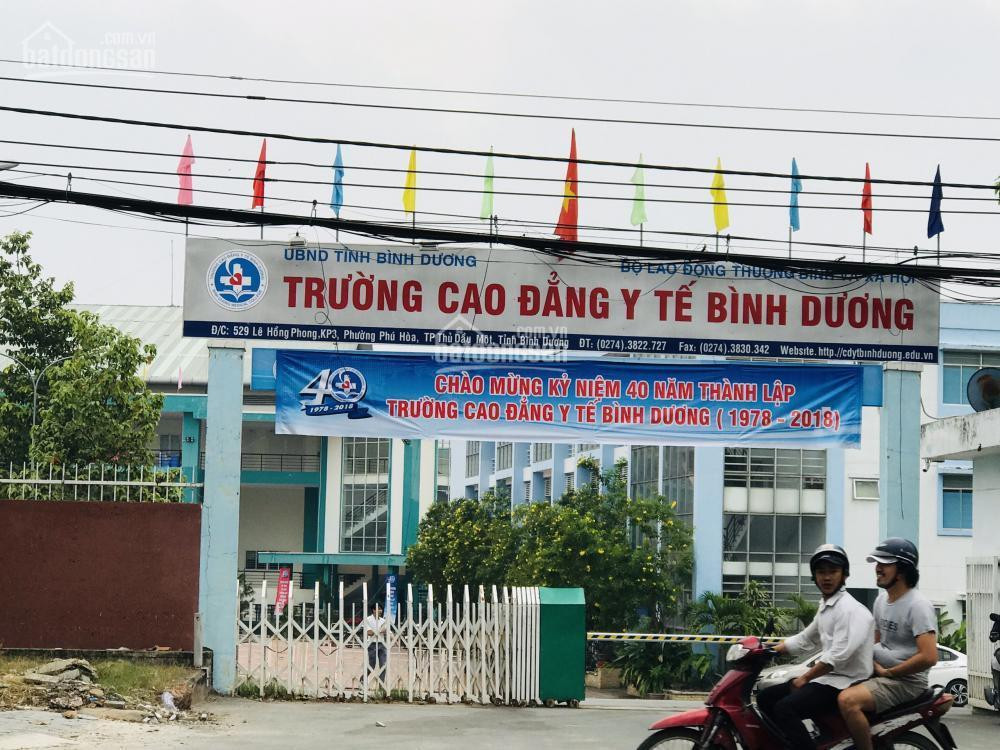 batdongsan.com.vn
UBND TỈNH BÌNH DƯƠNG
BỘ LAO ĐỘNG THƯƠNG BINH VÀ XÃ HỘI
TRƯỜNG CAO ĐẲNG Y TẾ BÌNH DƯƠNG
Đ/C: 529 Lê Hồng Phong,KP3, Phường Phú Hòa, TP Thủ Dầu Một, Tỉnh Bình Dương ĐT: (0274).3822.727 Fax: (0274).3830.342 Website. http://cdytbinhduong.edu.vn
40
1978 - 2018
CHÀO MỪNG KỶ NIỆM 40 NĂM THÀNH LẬP
TRƯỜNG CAO ĐẲNG Y TẾ BÌNH DƯƠNG ( 1978 - 2018)